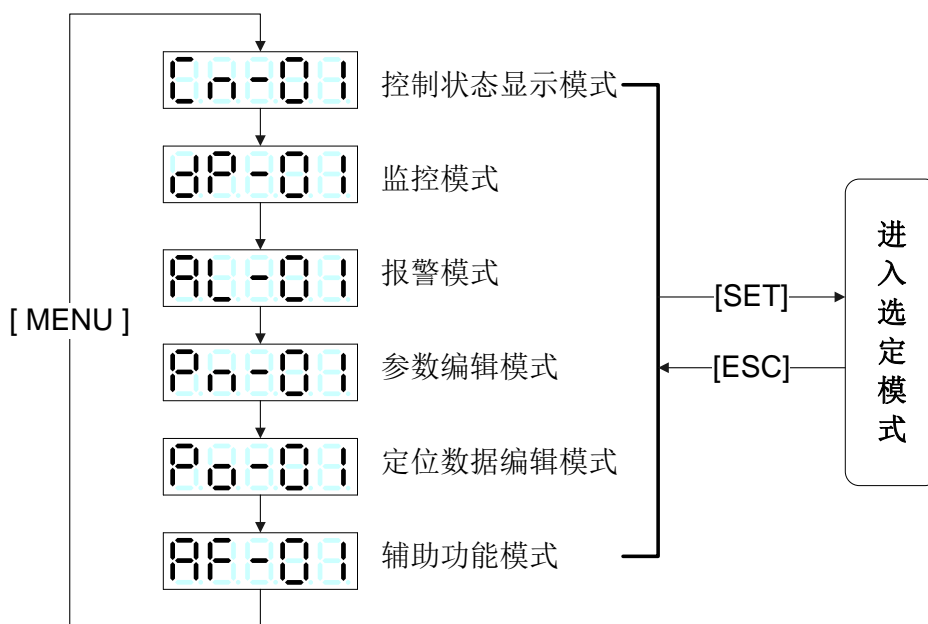 Cn-01 控制状态显示模式
dP-01 监控模式
AL-01 报警模式
[ MENU ]
[SET]
Pn-01 参数编辑模式
[ESC]
Po-01 定位数据编辑模式
AF-01 辅助功能模式
进入选定模式